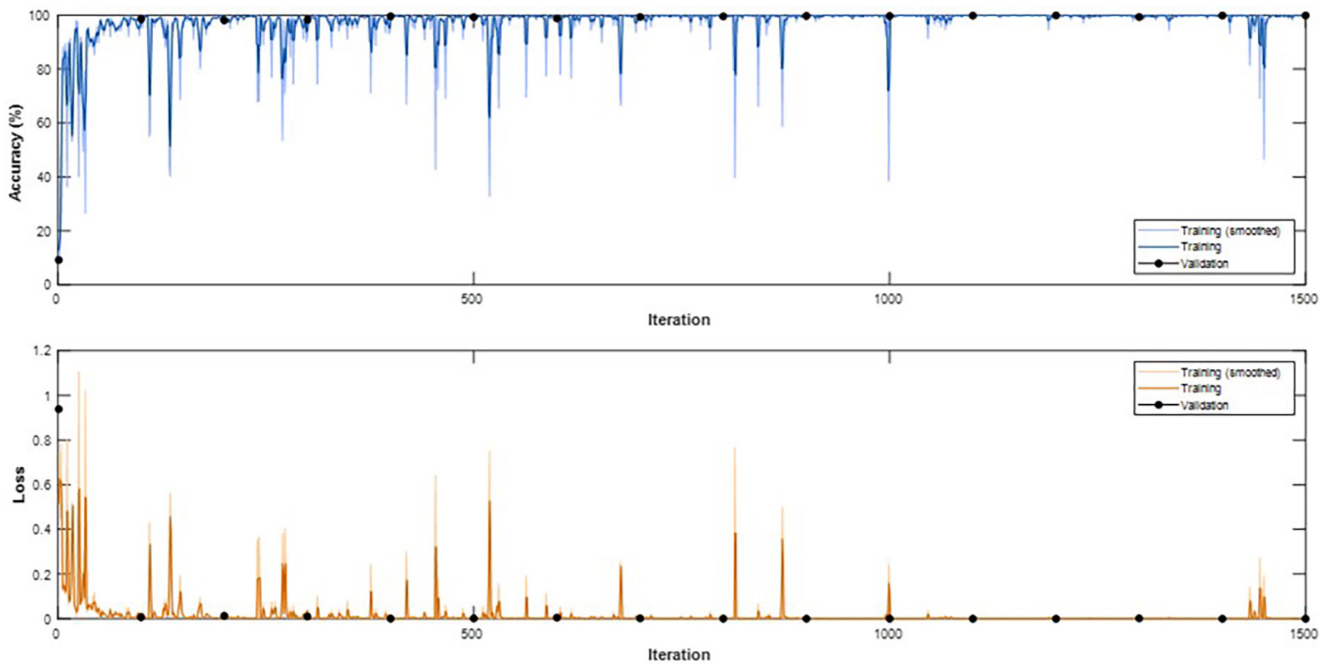 100
80
60
40
20
0
Accuracy (%)
0
500
1000
1500
Iteration
Training (smoothed)
Training
Validation
1.2
1
0.8
0.6
0.4
0.2
0
Loss
0
500
1000
1500
Iteration
Training (smoothed)
Training
Validation